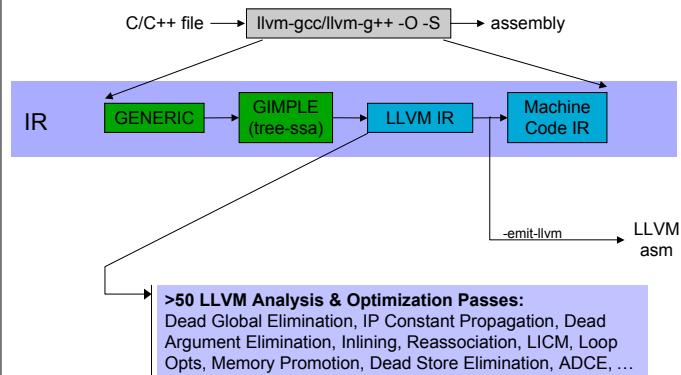 C/C++ file
llvm-gcc/llvm-g++ -O -S
assembly
IR
GENERIC
GIMPLE
(tree-ssa)
LLVM IR
Machine
Code IR
-emit-llvm
LLVM
asm
>50 LLVM Analysis & Optimization Passes:
Dead Global Elimination, IP Constant Propagation, Dead
Argument Elimination, Inlining, Reassociation, LICM, Loop
Opts, Memory Promotion, Dead Store Elimination, ADCE, …